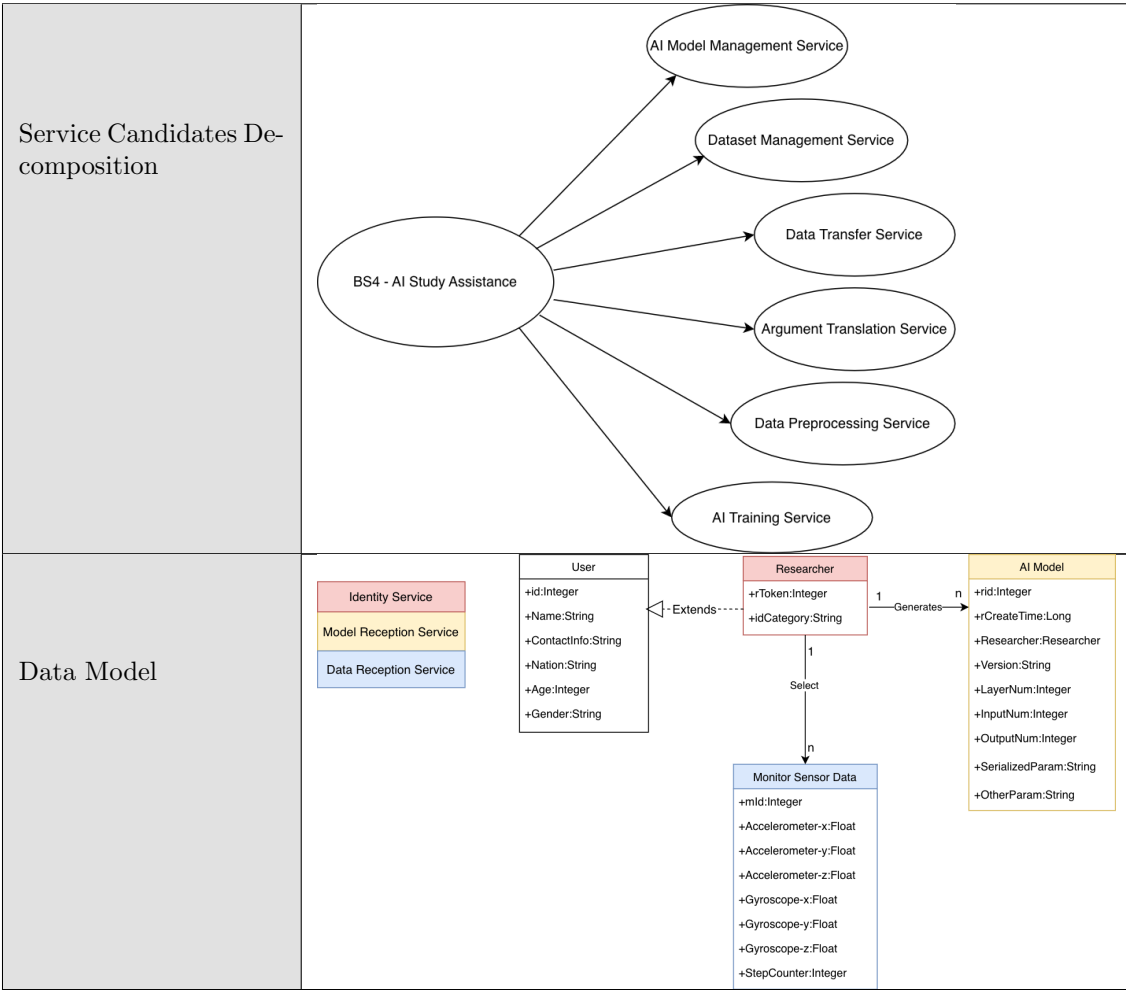 Service Candidates De-
composition
AI Model Management Service
Dataset Management Service
Data Transfer Service
BS4 - AI Study Assistance
Argument Translation Service
Data Preprocessing Service
AI Training Service
Data Model
Identity Service
Model Reception Service
Data Reception Service
User
+id:Integer
+Name:String
+ContactInfo:String
+Nation:String
+Age:Integer
+Gender:String
Extends
Researcher
+rToken:Integer
+idCategory:String
1
Generates
n
1
Select
n
AI Model
+rid:Integer
+rCreateTime:Long
+Researcher:Researcher
+Version:String
+LayerNum:Integer
+InputNum:Integer
+OutputNum:Integer
+SerializedParam:String
+OtherParam:String
Monitor Sensor Data
+mId:Integer
+Accelerometer-x:Float
+Accelerometer-y:Float
+Accelerometer-z:Float
+Gyroscope-x:Float
+Gyroscope-y:Float
+Gyroscope-z:Float
+StepCounter:Integer